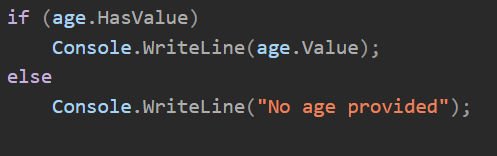 if (age.HasValue)
    Console.WriteLine(age.Value);
else
    Console.WriteLine("No age provided");